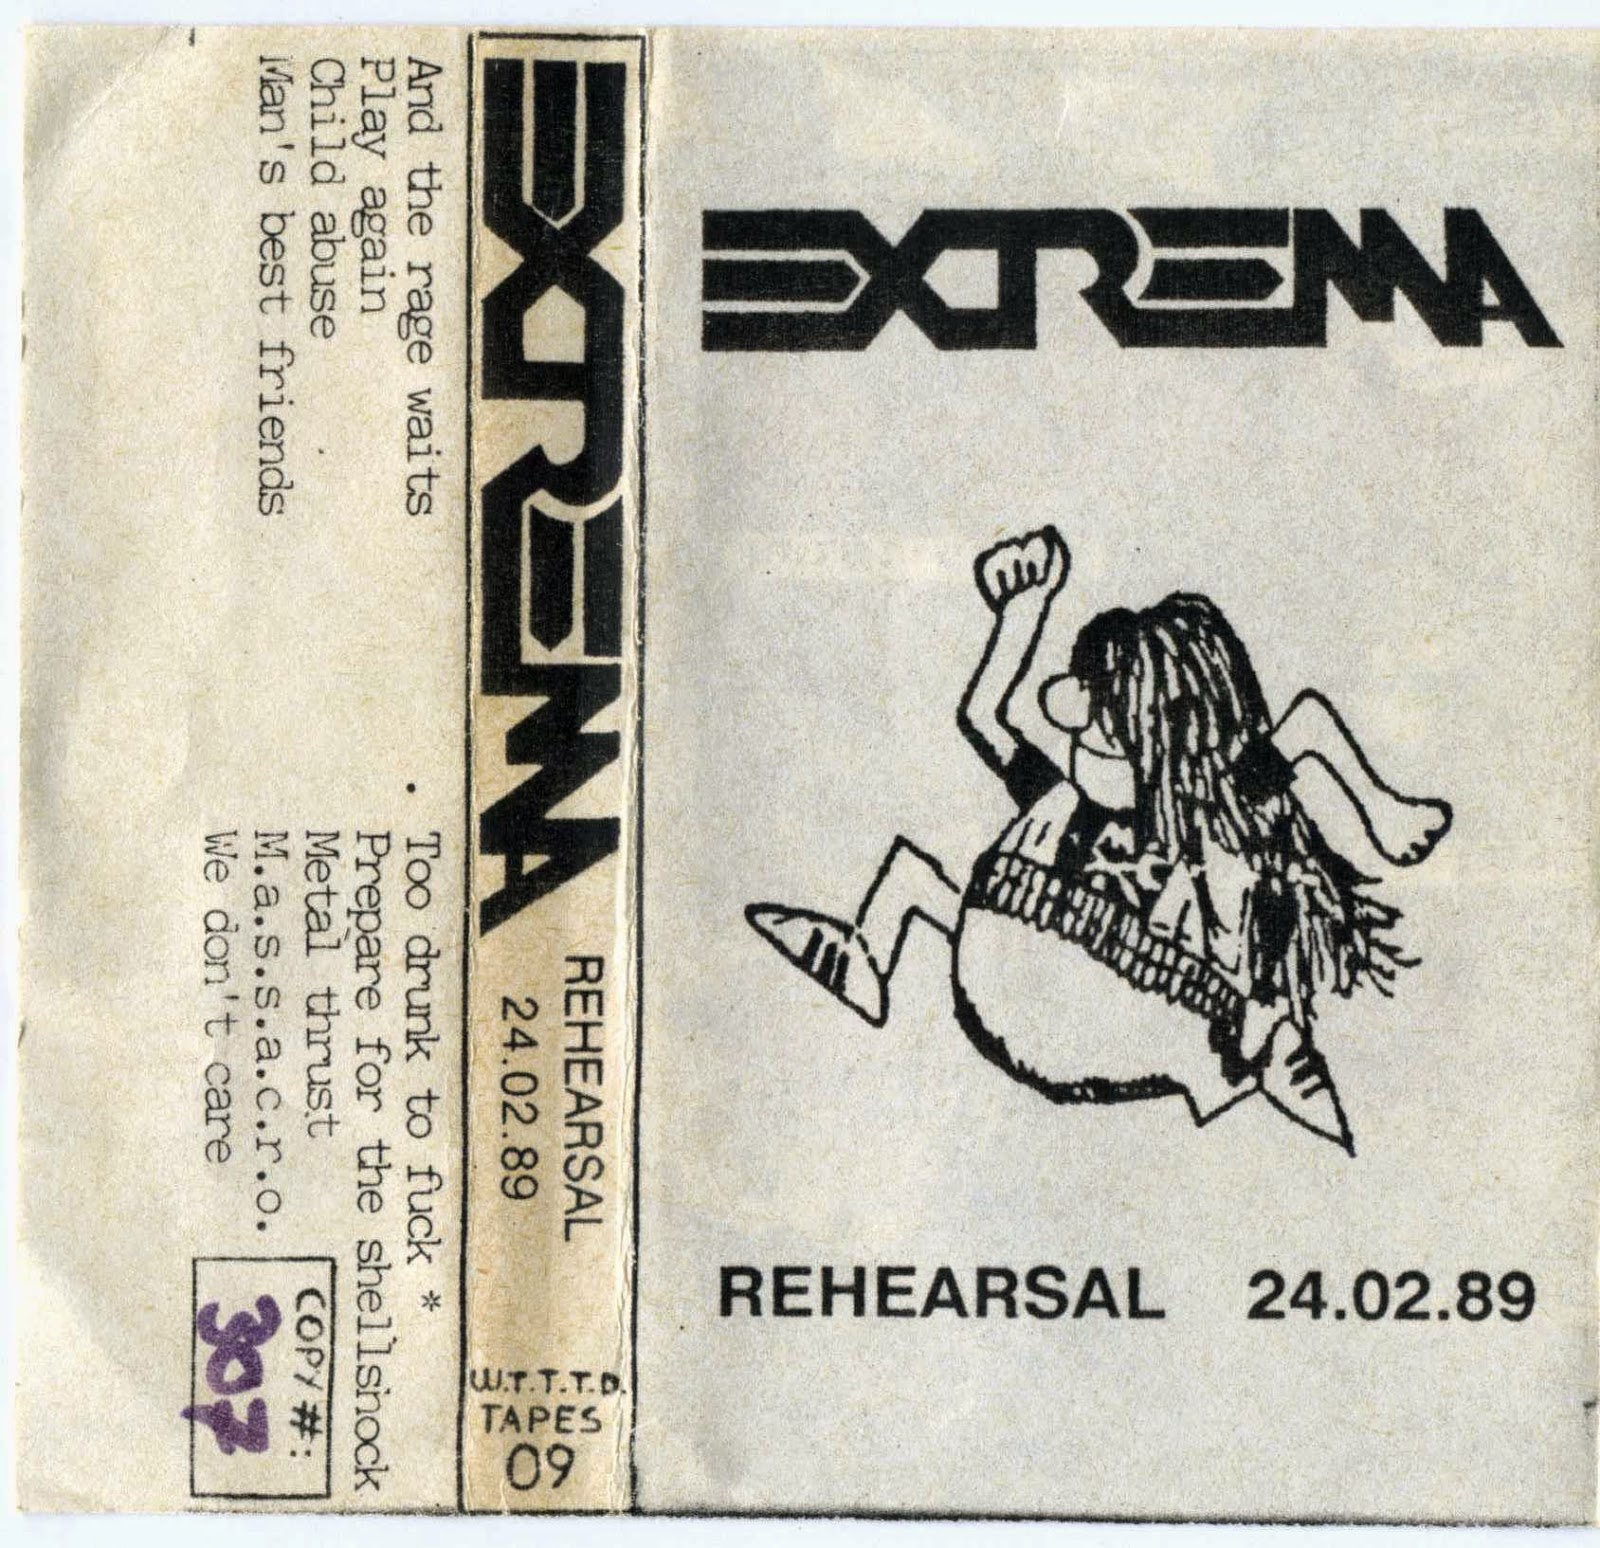 EXTREMA
REHEARSAL 24.02.89
EXTREMA
REHEARSAL
24.02.89
W.T.T.T.D.
TAPES
09
And the rage waits
Play again
Child abuse
Man's best friends
Too drunk to fuck *
Prepare for the shellsinock
Metal thrust
M.a.s.s.a.c.r.o.
We don't care
COPY#:
307